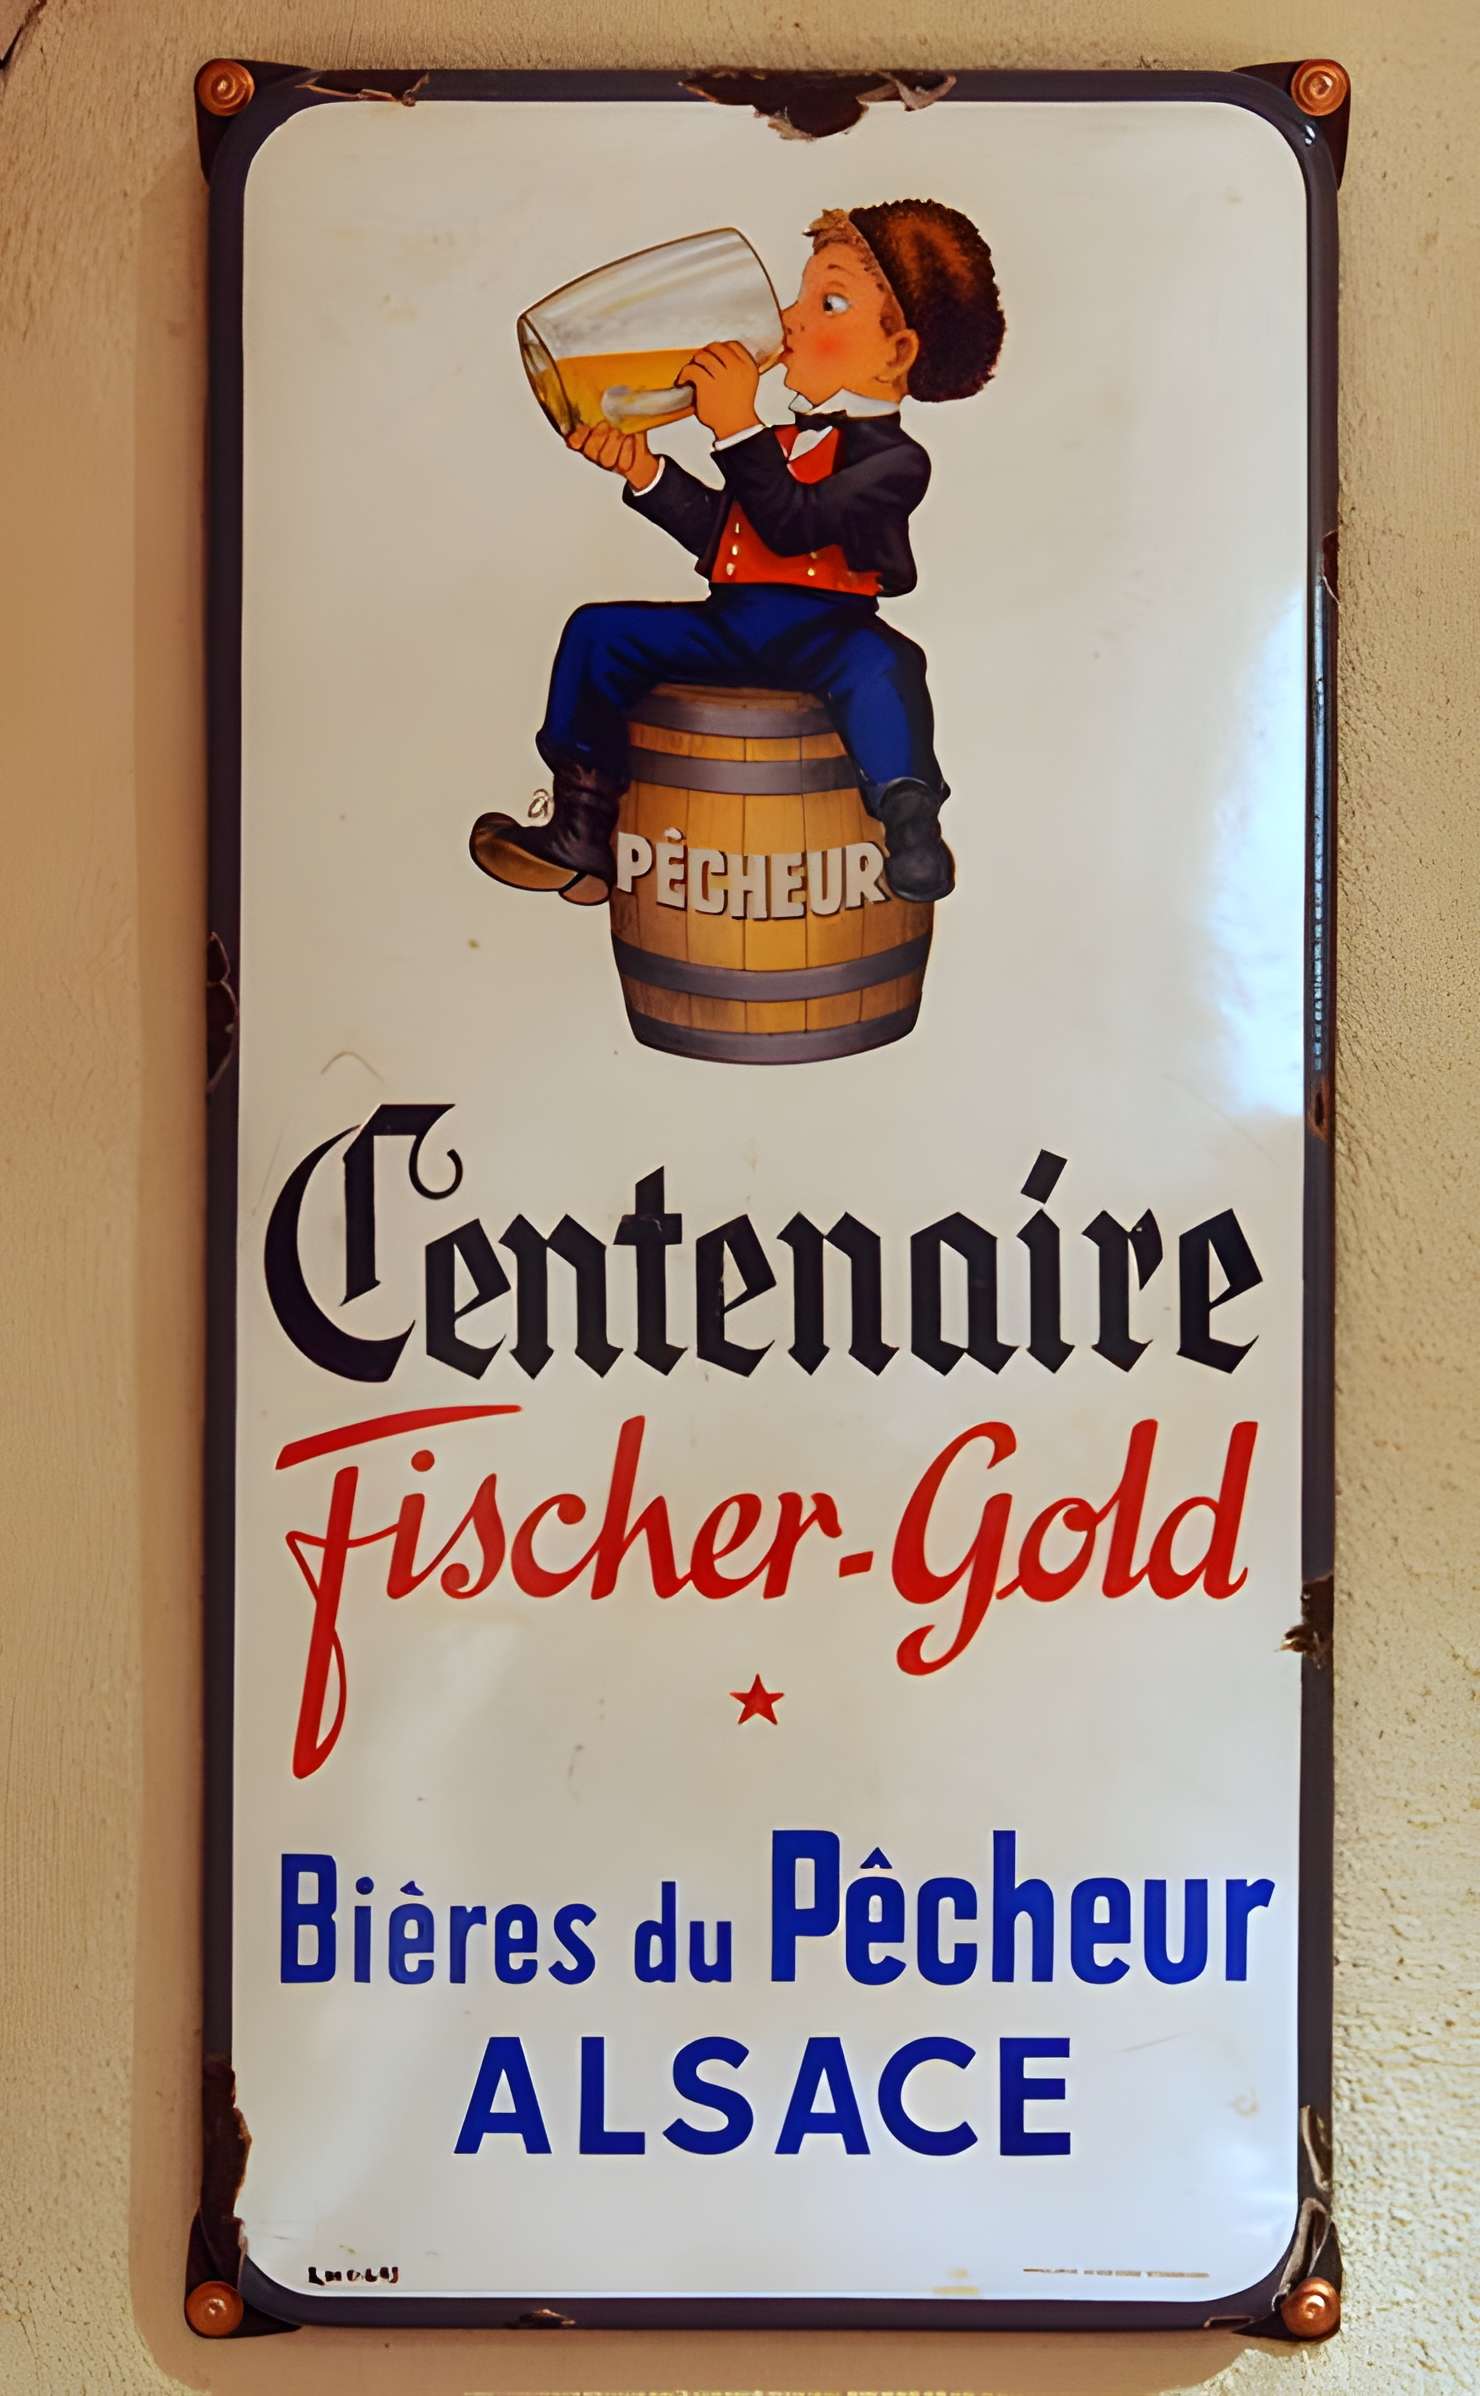 PÊCHEUR
Centenaire
Fischer-Gold
Bières du Pêcheur
ALSACE